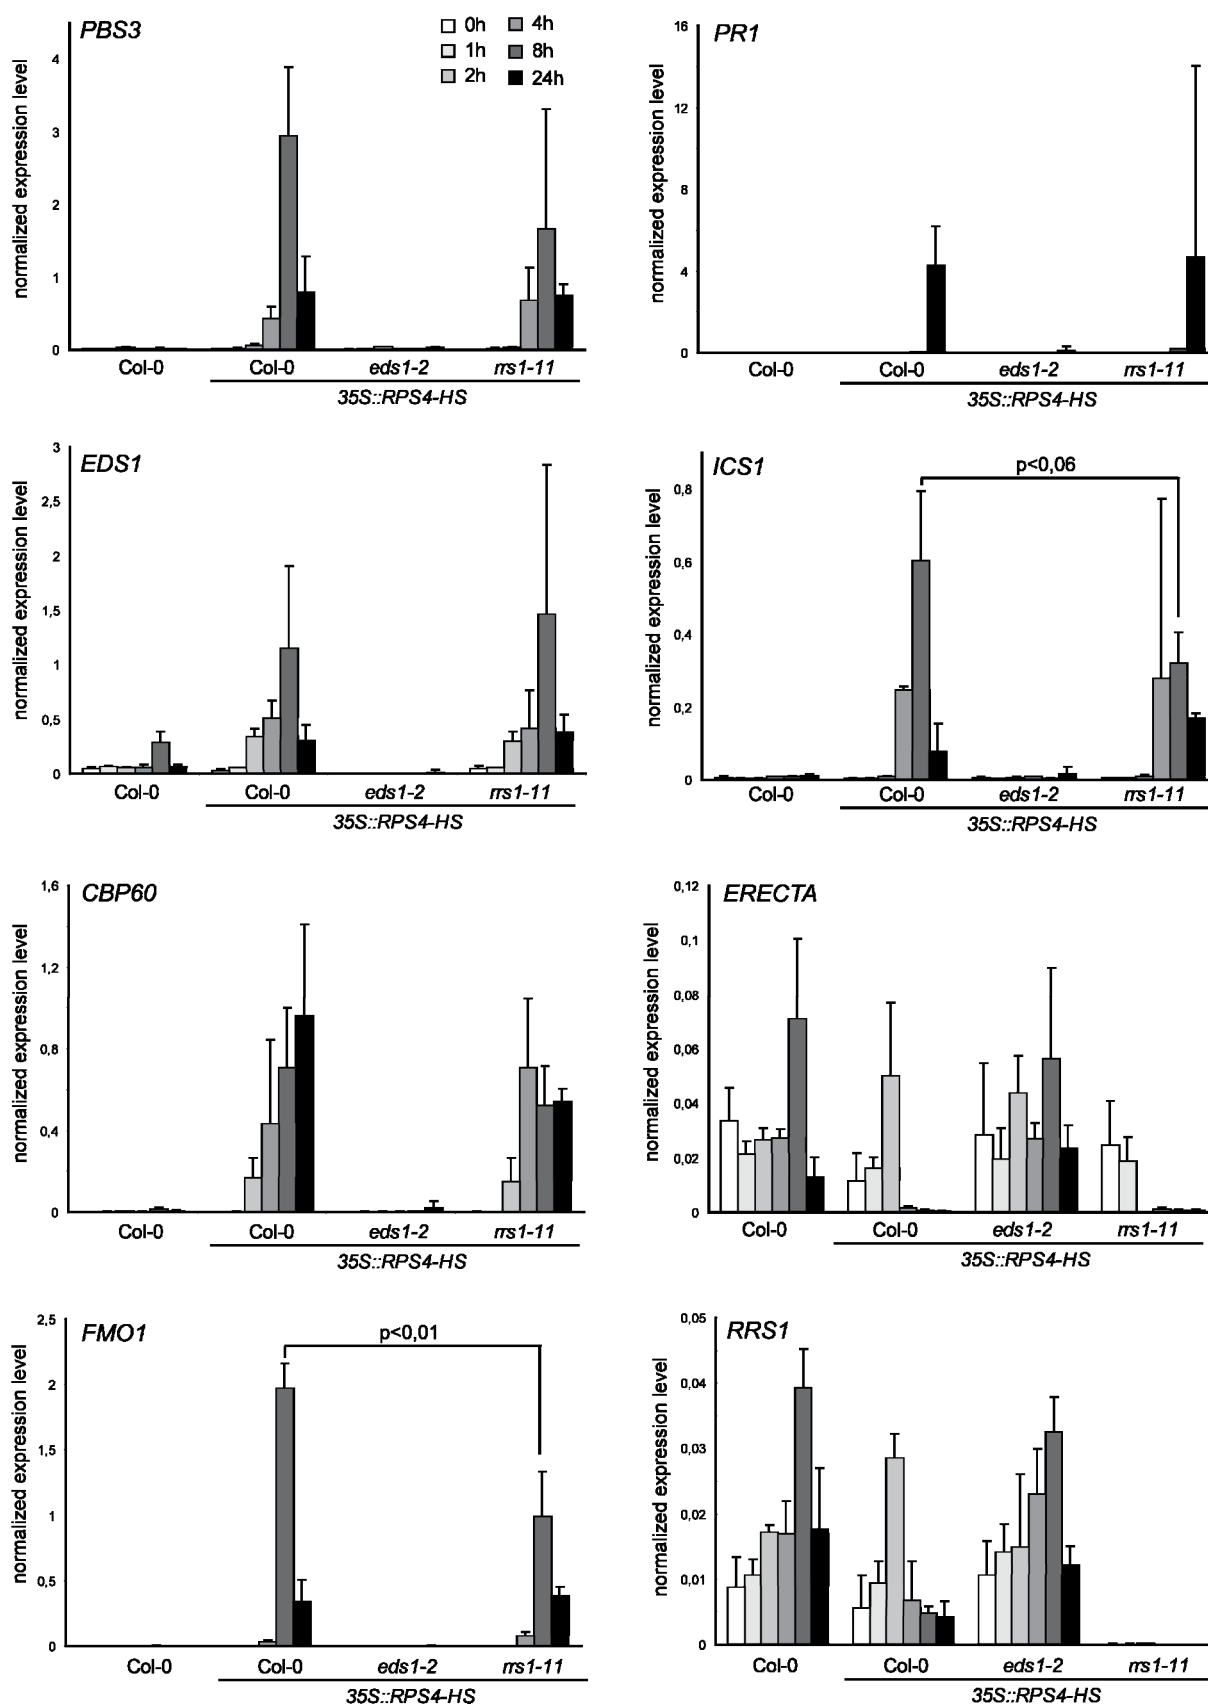 PBS3
0h 4h
1h 8h
2h 24h
normalized expression level
4
3
2
1
0
Col-0 Col-0 eds1-2 rrs1-11
35S::RPS4-HS
PR1
normalized expression level
16
12
8
4
0
Col-0 Col-0 eds1-2 rrs1-11
35S::RPS4-HS
EDS1
normalized expression level
3
2,5
2
1,5
1
0,5
0
Col-0 Col-0 eds1-2 rrs1-11
35S::RPS4-HS
ICS1
p<0,06
normalized expression level
0,8
0,6
0,4
0,2
0
Col-0 Col-0 eds1-2 rrs1-11
35S::RPS4-HS
CBP60
normalized expression level
1,6
1,2
0,8
0,4
0
Col-0 Col-0 eds1-2 rrs1-11
35S::RPS4-HS
ERECTA
normalized expression level
0,12
0,1
0,08
0,06
0,04
0,02
0
Col-0 Col-0 eds1-2 rrs1-11
35S::RPS4-HS
FMO1
p<0,01
normalized expression level
2,5
2
1,5
1
0,5
0
Col-0 Col-0 eds1-2 rrs1-11
35S::RPS4-HS
RRS1
normalized expression level
0,05
0,04
0,03
0,02
0,01
0
Col-0 Col-0 eds1-2 rrs1-11
35S::RPS4-HS